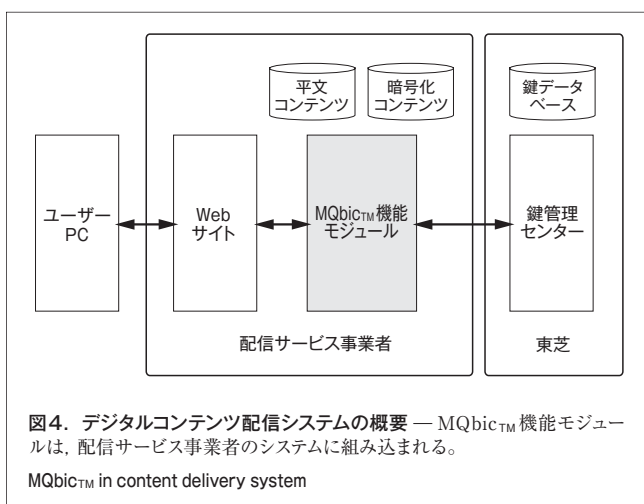 平文
コンテンツ
暗号化
コンテンツ
鍵データ
ベース
ユーザー
PC
Web
サイト
MQbicTM機能
モジュール
鍵管理
センター
配信サービス事業者
東芝
図4．デジタルコンテンツ配信システムの概要 — MQbicTM機能モジュー
ルは，配信サービス事業者のシステムに組み込まれる。
MQbicTM in content delivery system